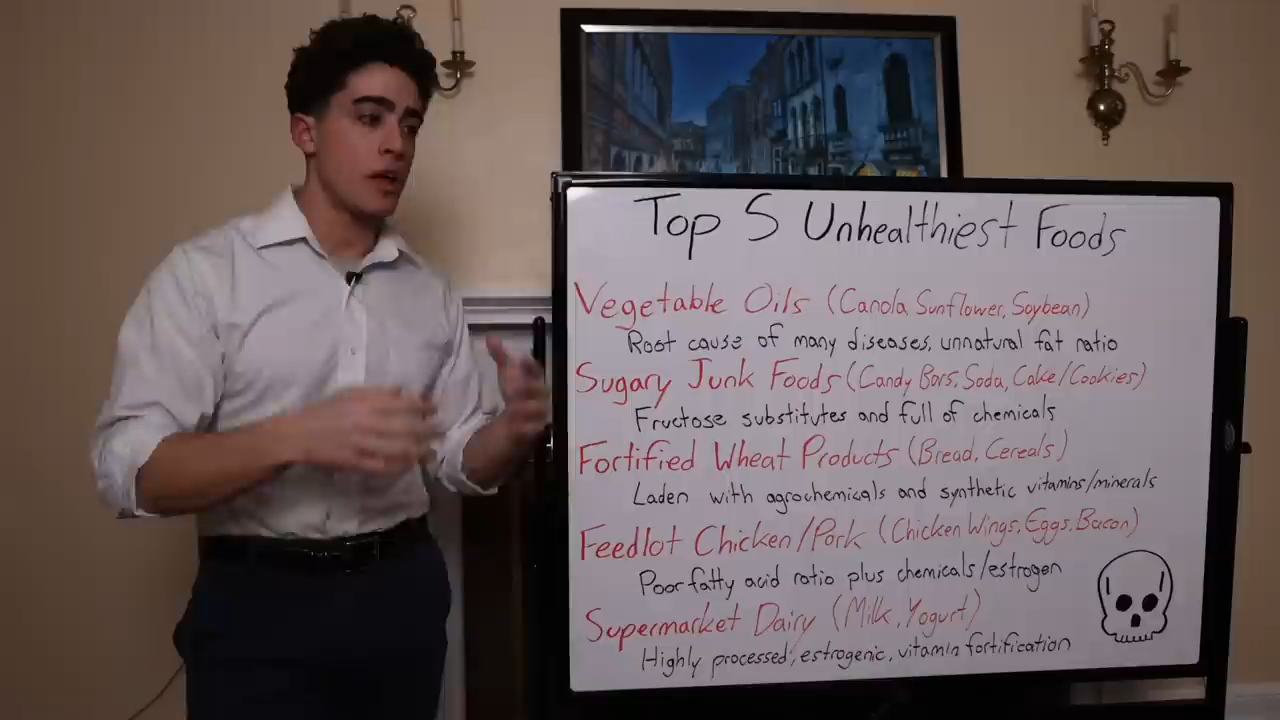 Top 5 Unhealthiest Foods
Vegetable Oils (Canola, Sunflower, Soybean)
Root cause of many diseases, unnatural fat ratio
Sugary Junk Foods (Candy Bars, Soda, Cake/Cookies)
Fructose substitutes and full of chemicals
Fortified Wheat Products (Bread, Cereals)
Laden with agrochemicals and synthetic vitamins/minerals
Feedlot Chicken/Pork (Chicken Wings, Eggs, Bacon)
Poor fatty acid ratio plus chemicals/estrogen
Supermarket Dairy (Milk, Yogurt)
Highly processed, estrogenic, vitamin fortification